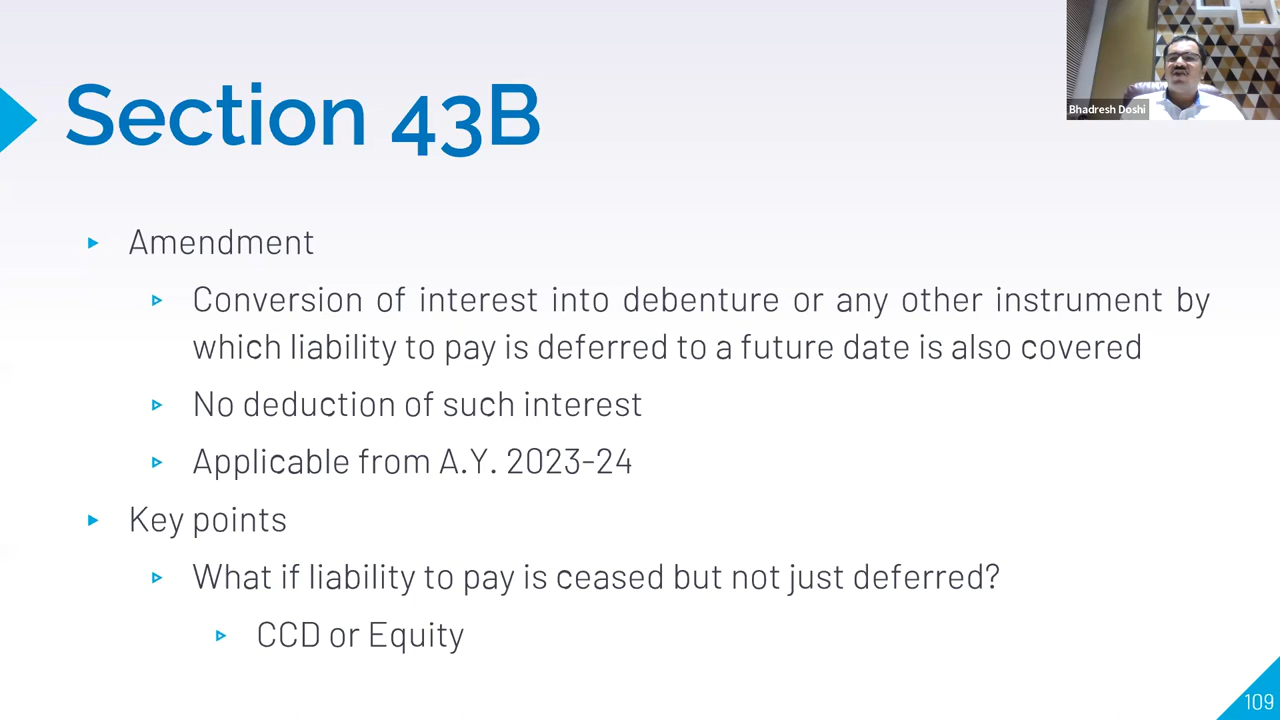 Bhadresh Doshi
Section 43B
Amendment
Conversion of interest into debenture or any other instrument by
which liability to pay is deferred to a future date is also covered
No deduction of such interest
Applicable from A.Y. 2023-24
Key points
What if liability to pay is ceased but not just deferred?
CCD or Equity
109